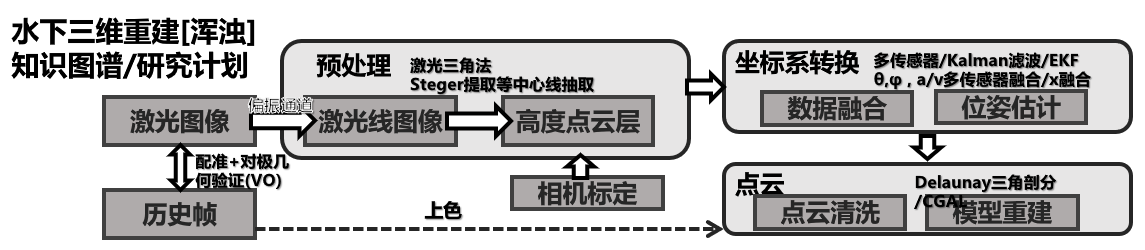 水下三维重建[浑浊]
知识图谱/研究计划
预处理
激光三角法
Steger提取等中心线抽取
激光图像
偏振通道
激光线图像
高度点云层
配准+对极几
何验证(VO)
历史帧
相机标定
上色
坐标系转换
多传感器/Kalman滤波/EKF
θ,φ , a/v多传感器融合/x融合
数据融合
位姿估计
点云
Delaunay三角剖分
/CGAL
点云清洗
模型重建